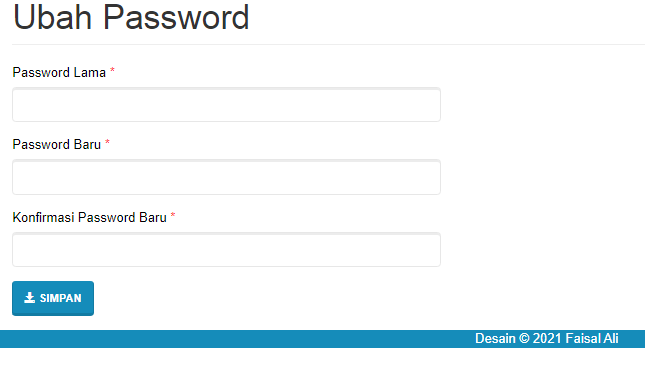 Ubah Password
Password Lama *
Password Baru *
Konfirmasi Password Baru *
SIMPAN
Desain © 2021 Faisal Ali